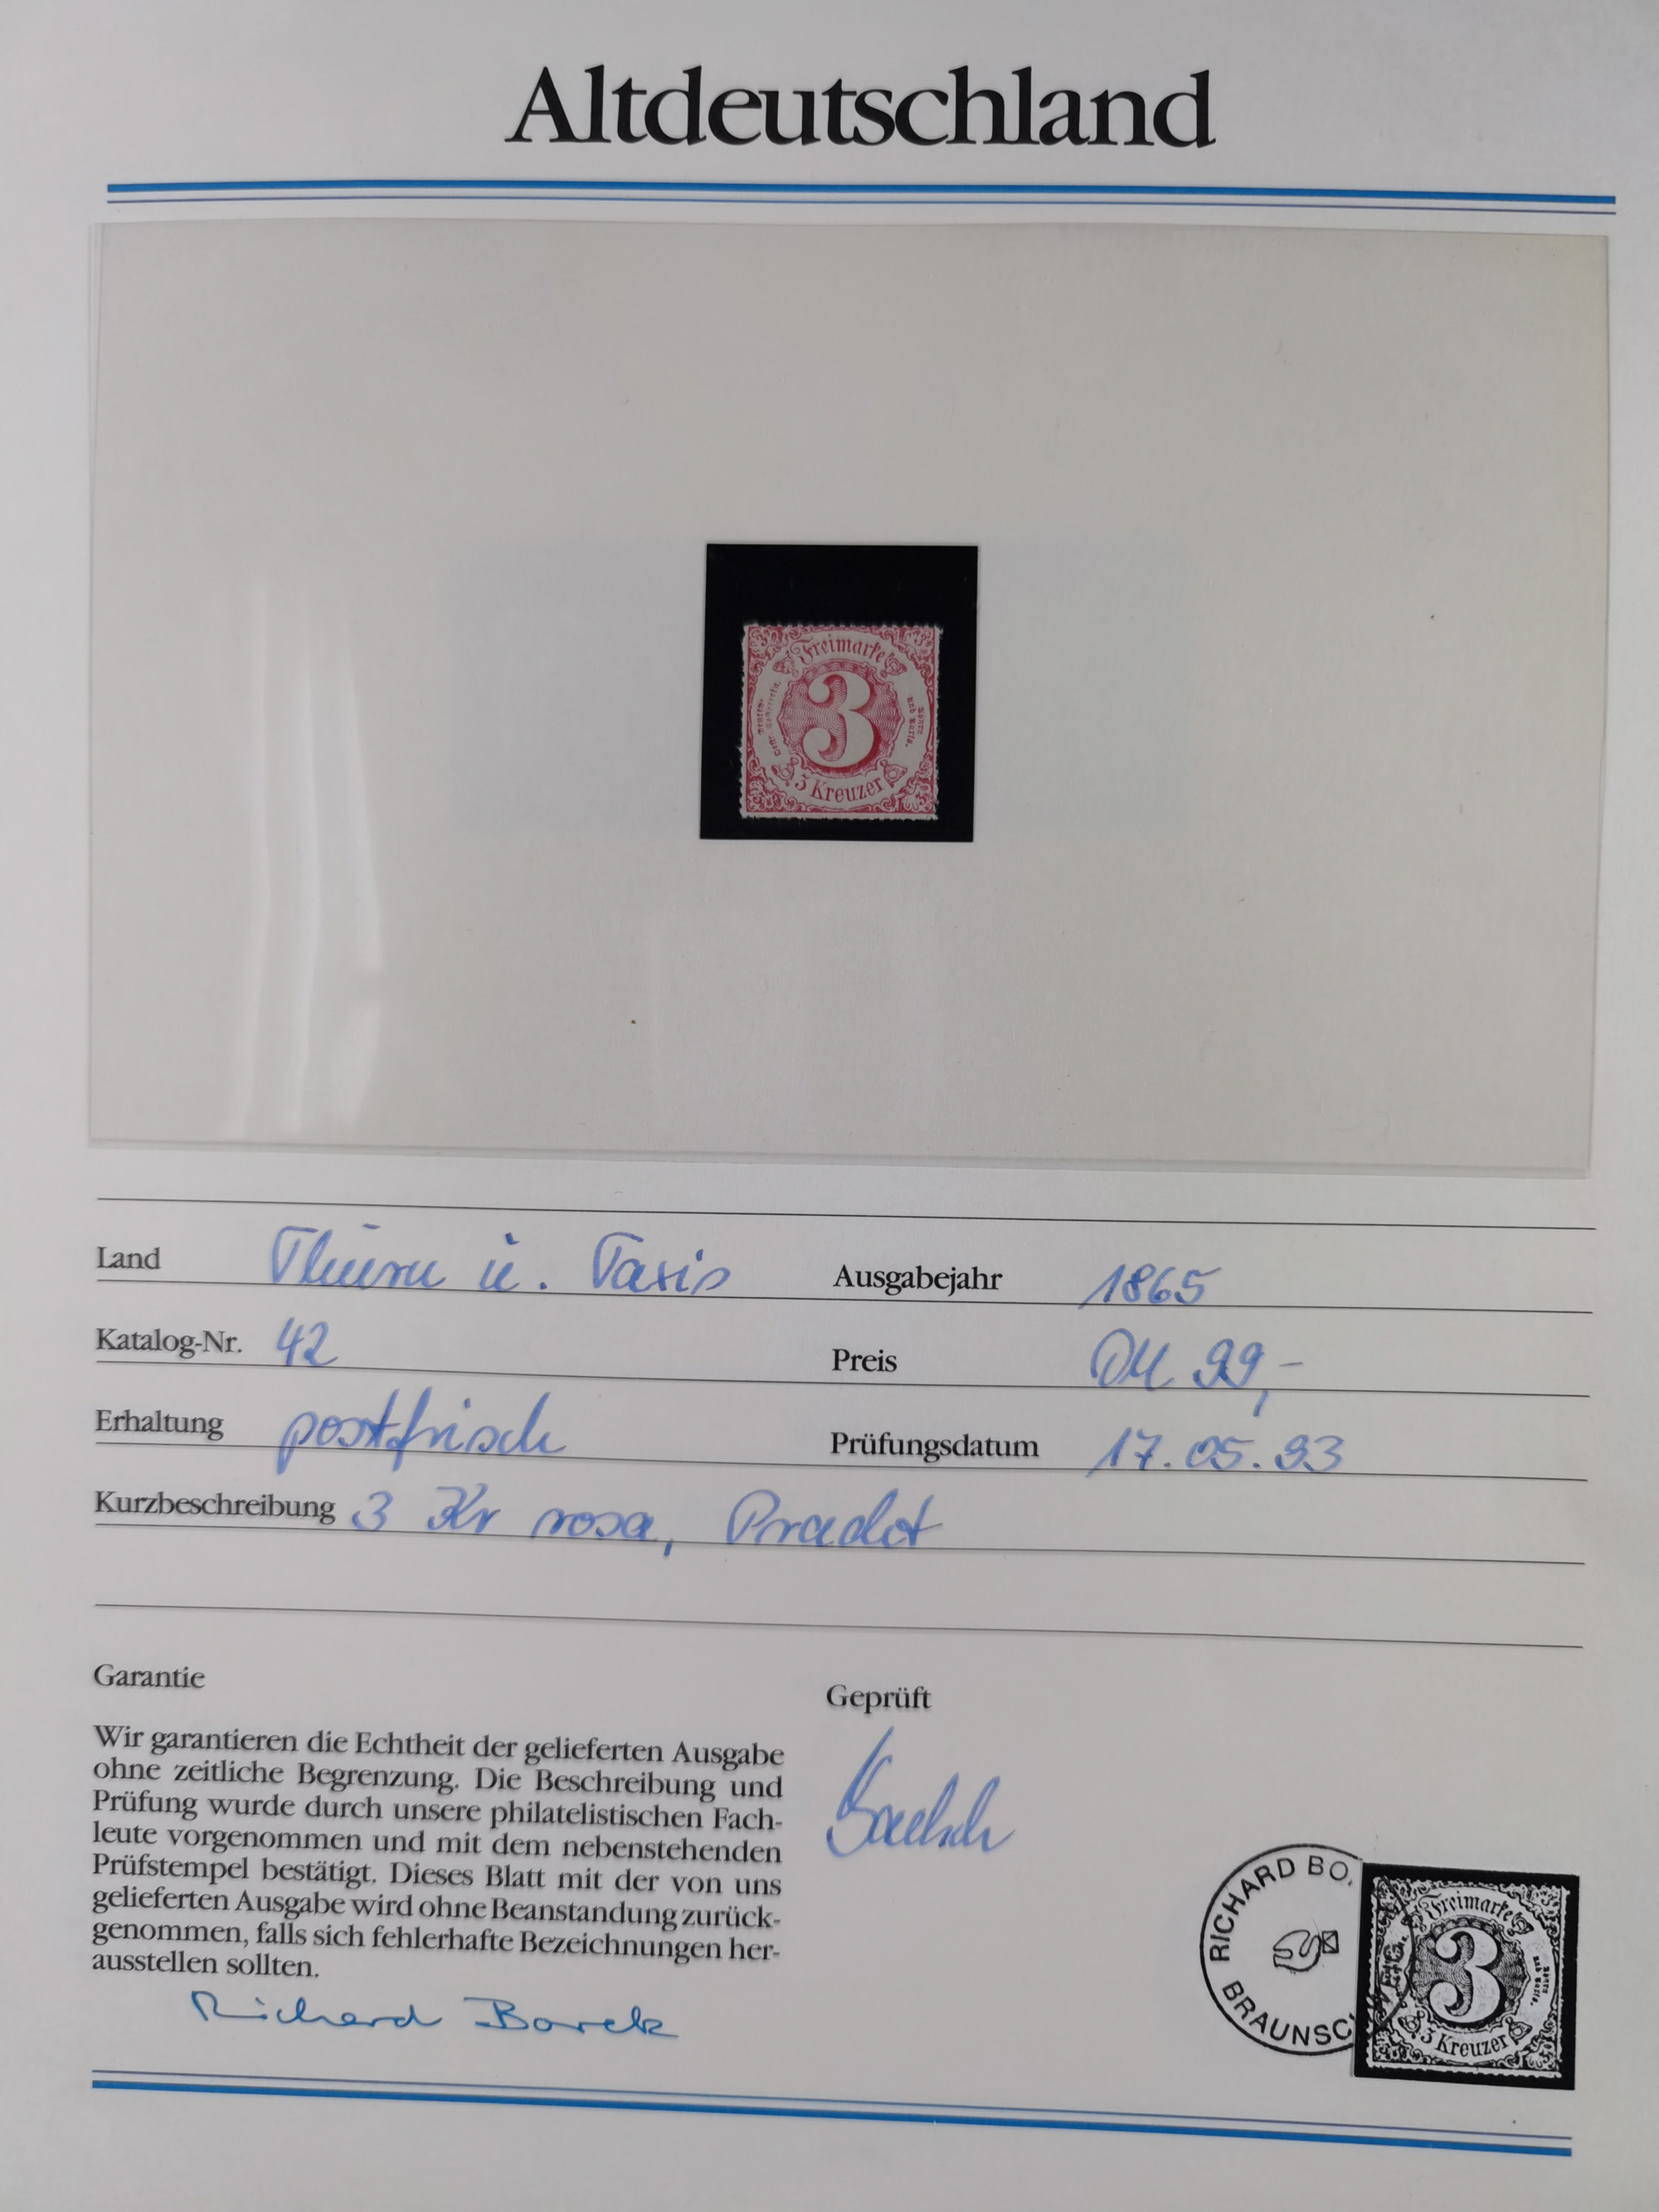 Altdeutschland
Freimarke
3
3 Kreuzer
Land Thurn u. Taxis Ausgabejahr 1865
Katalog-Nr. 42 Preis DM 99,-
Erhaltung postfrisch Prüfungsdatum 17.05.93
Kurzbeschreibung 3 Kr rosa, Pracht
Garantie
Geprüft
Wir garantieren die Echtheit der gelieferten Ausgabe
ohne zeitliche Begrenzung. Die Beschreibung und
Prüfung wurde durch unsere philatelistischen Fach-
leute vorgenommen und mit dem nebenstehenden
Prüfstempel bestätigt. Dieses Blatt mit der von uns
gelieferten Ausgabe wird ohne Beanstandung zurück-
genommen, falls sich fehlerhafte Bezeichnungen her-
ausstellen sollten.
Richard Borek
RICHARD BO.
BRAUNSC
Freimarke
3
3 Kreuzer